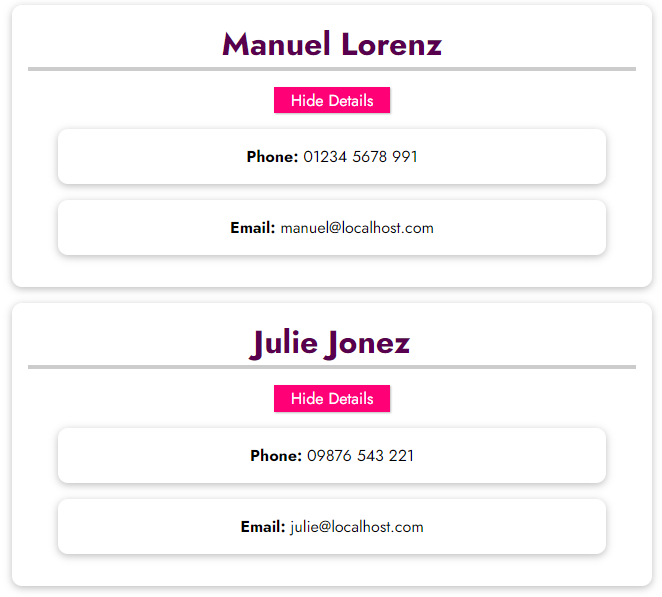 Manuel Lorenz
Hide Details
Phone: 01234 5678 991
Email: manuel@localhost.com
Julie Jonez
Hide Details
Phone: 09876 543 221
Email: julie@localhost.com